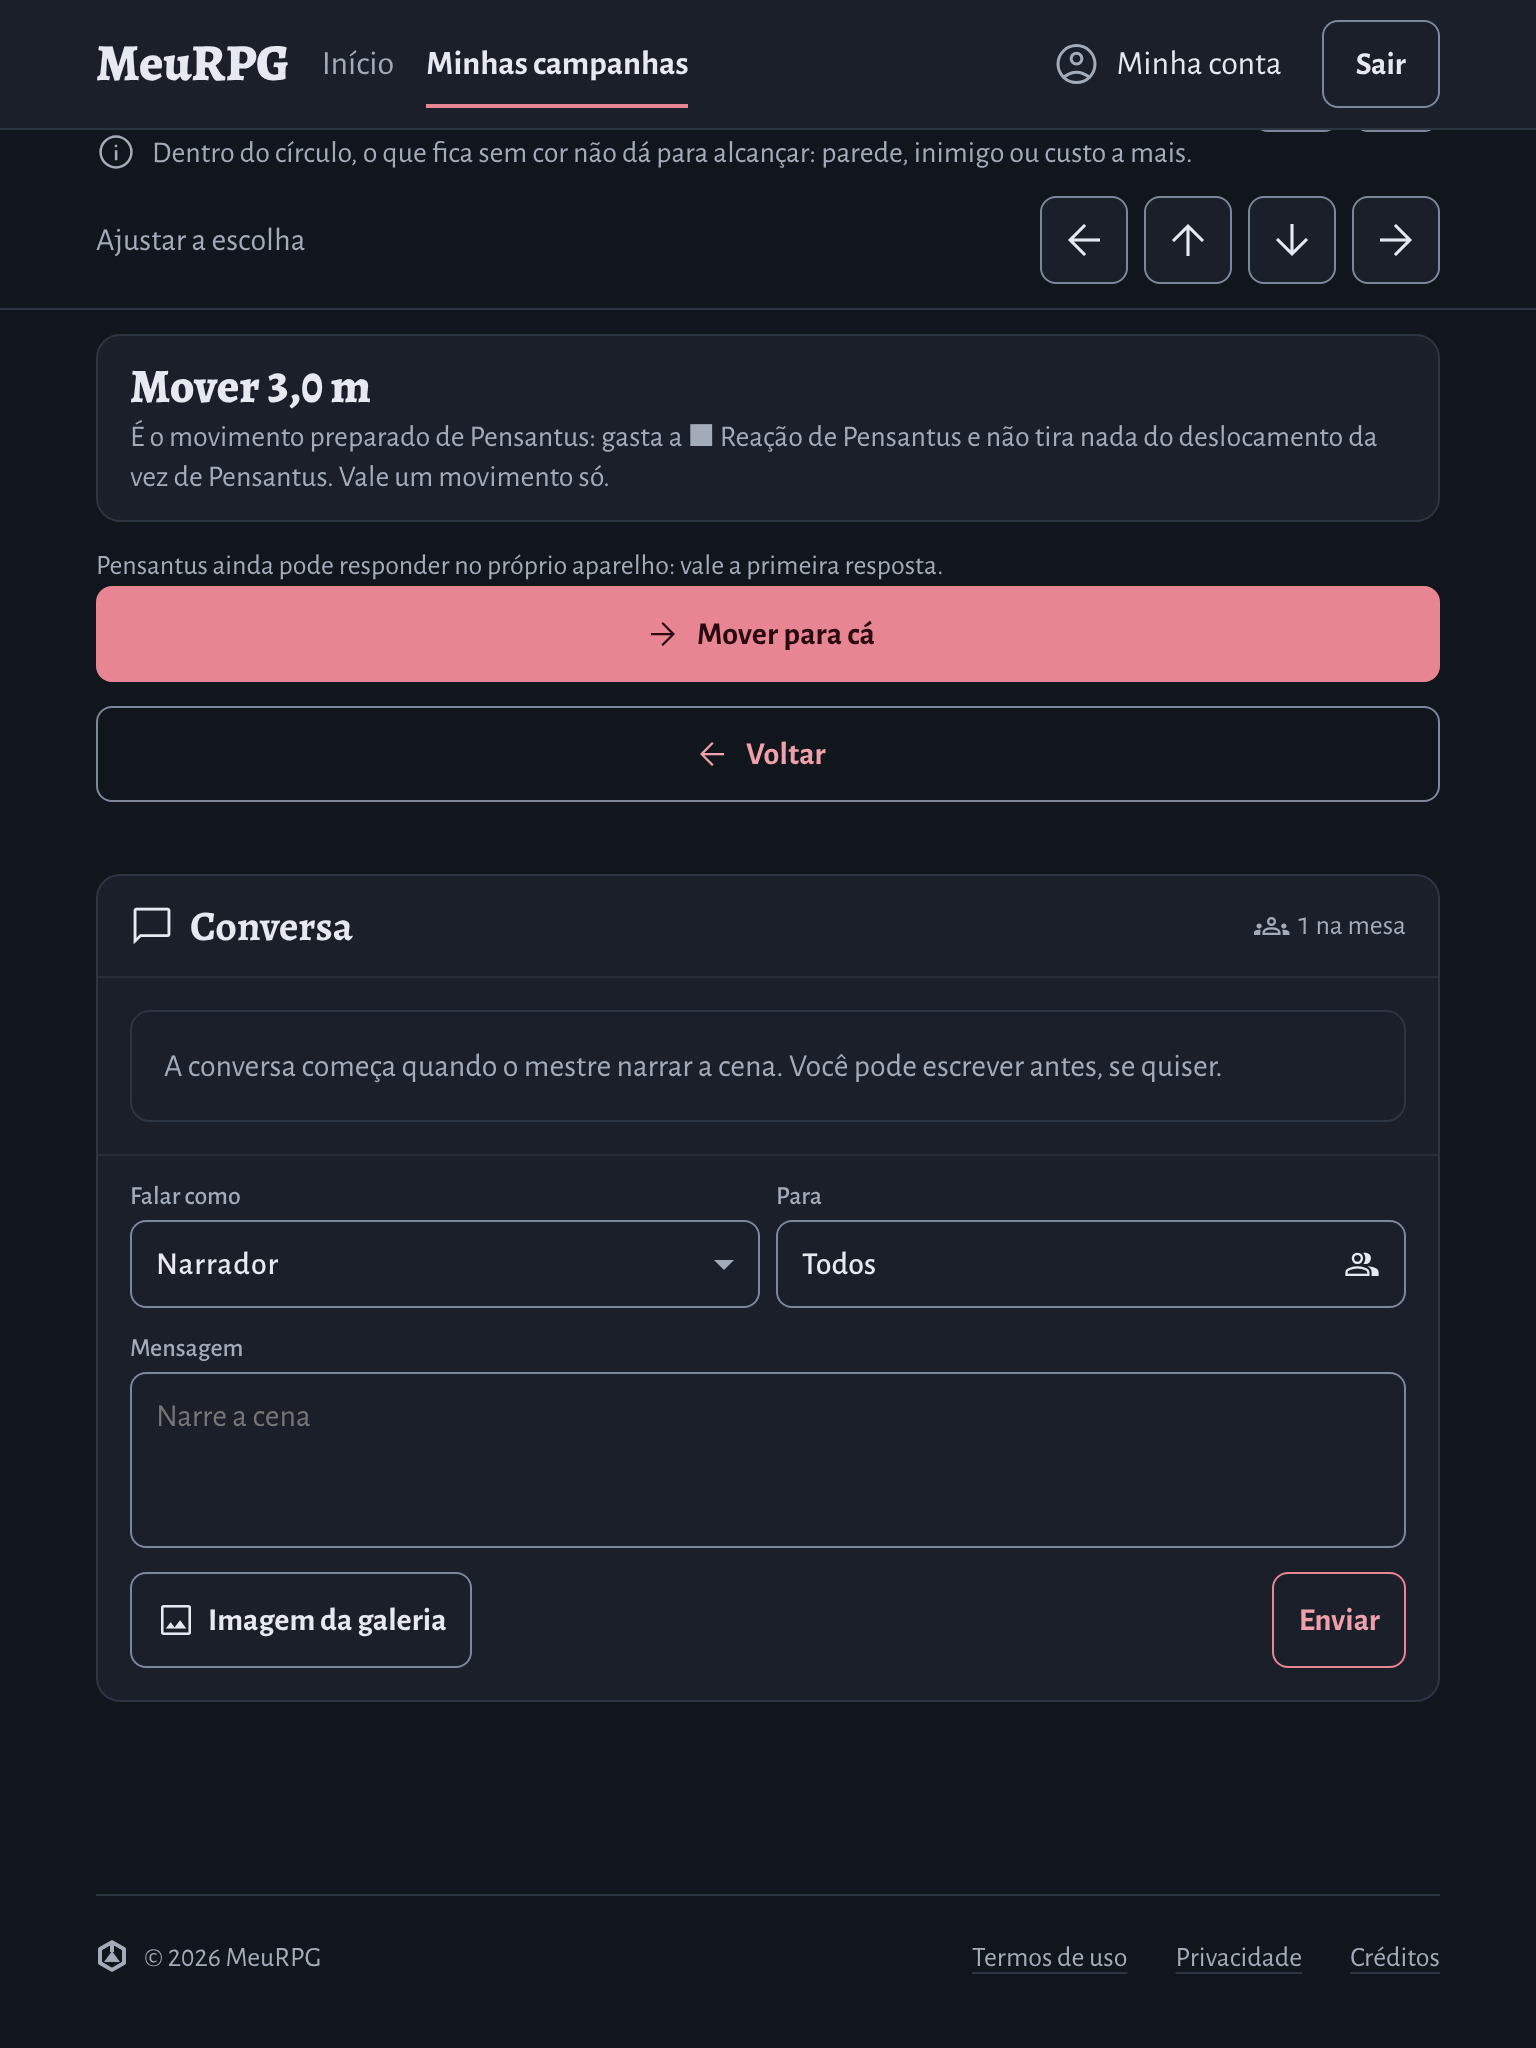 MeuRPG Início Minhas campanhas Minha conta Sair
Dentro do círculo, o que fica sem cor não dá para alcançar: parede, inimigo ou custo a mais.
Ajustar a escolha
Mover 3,0 m
É o movimento preparado de Pensantus: gasta a ■ Reação de Pensantus e não tira nada do deslocamento da
vez de Pensantus. Vale um movimento só.
Pensantus ainda pode responder no próprio aparelho: vale a primeira resposta.
Mover para cá
Voltar
Conversa
1 na mesa
A conversa começa quando o mestre narrar a cena. Você pode escrever antes, se quiser.
Falar como
Para
Narrador
Todos
Mensagem
Narre a cena
Imagem da galeria
Enviar
© 2026 MeuRPG
Termos de uso Privacidade Créditos